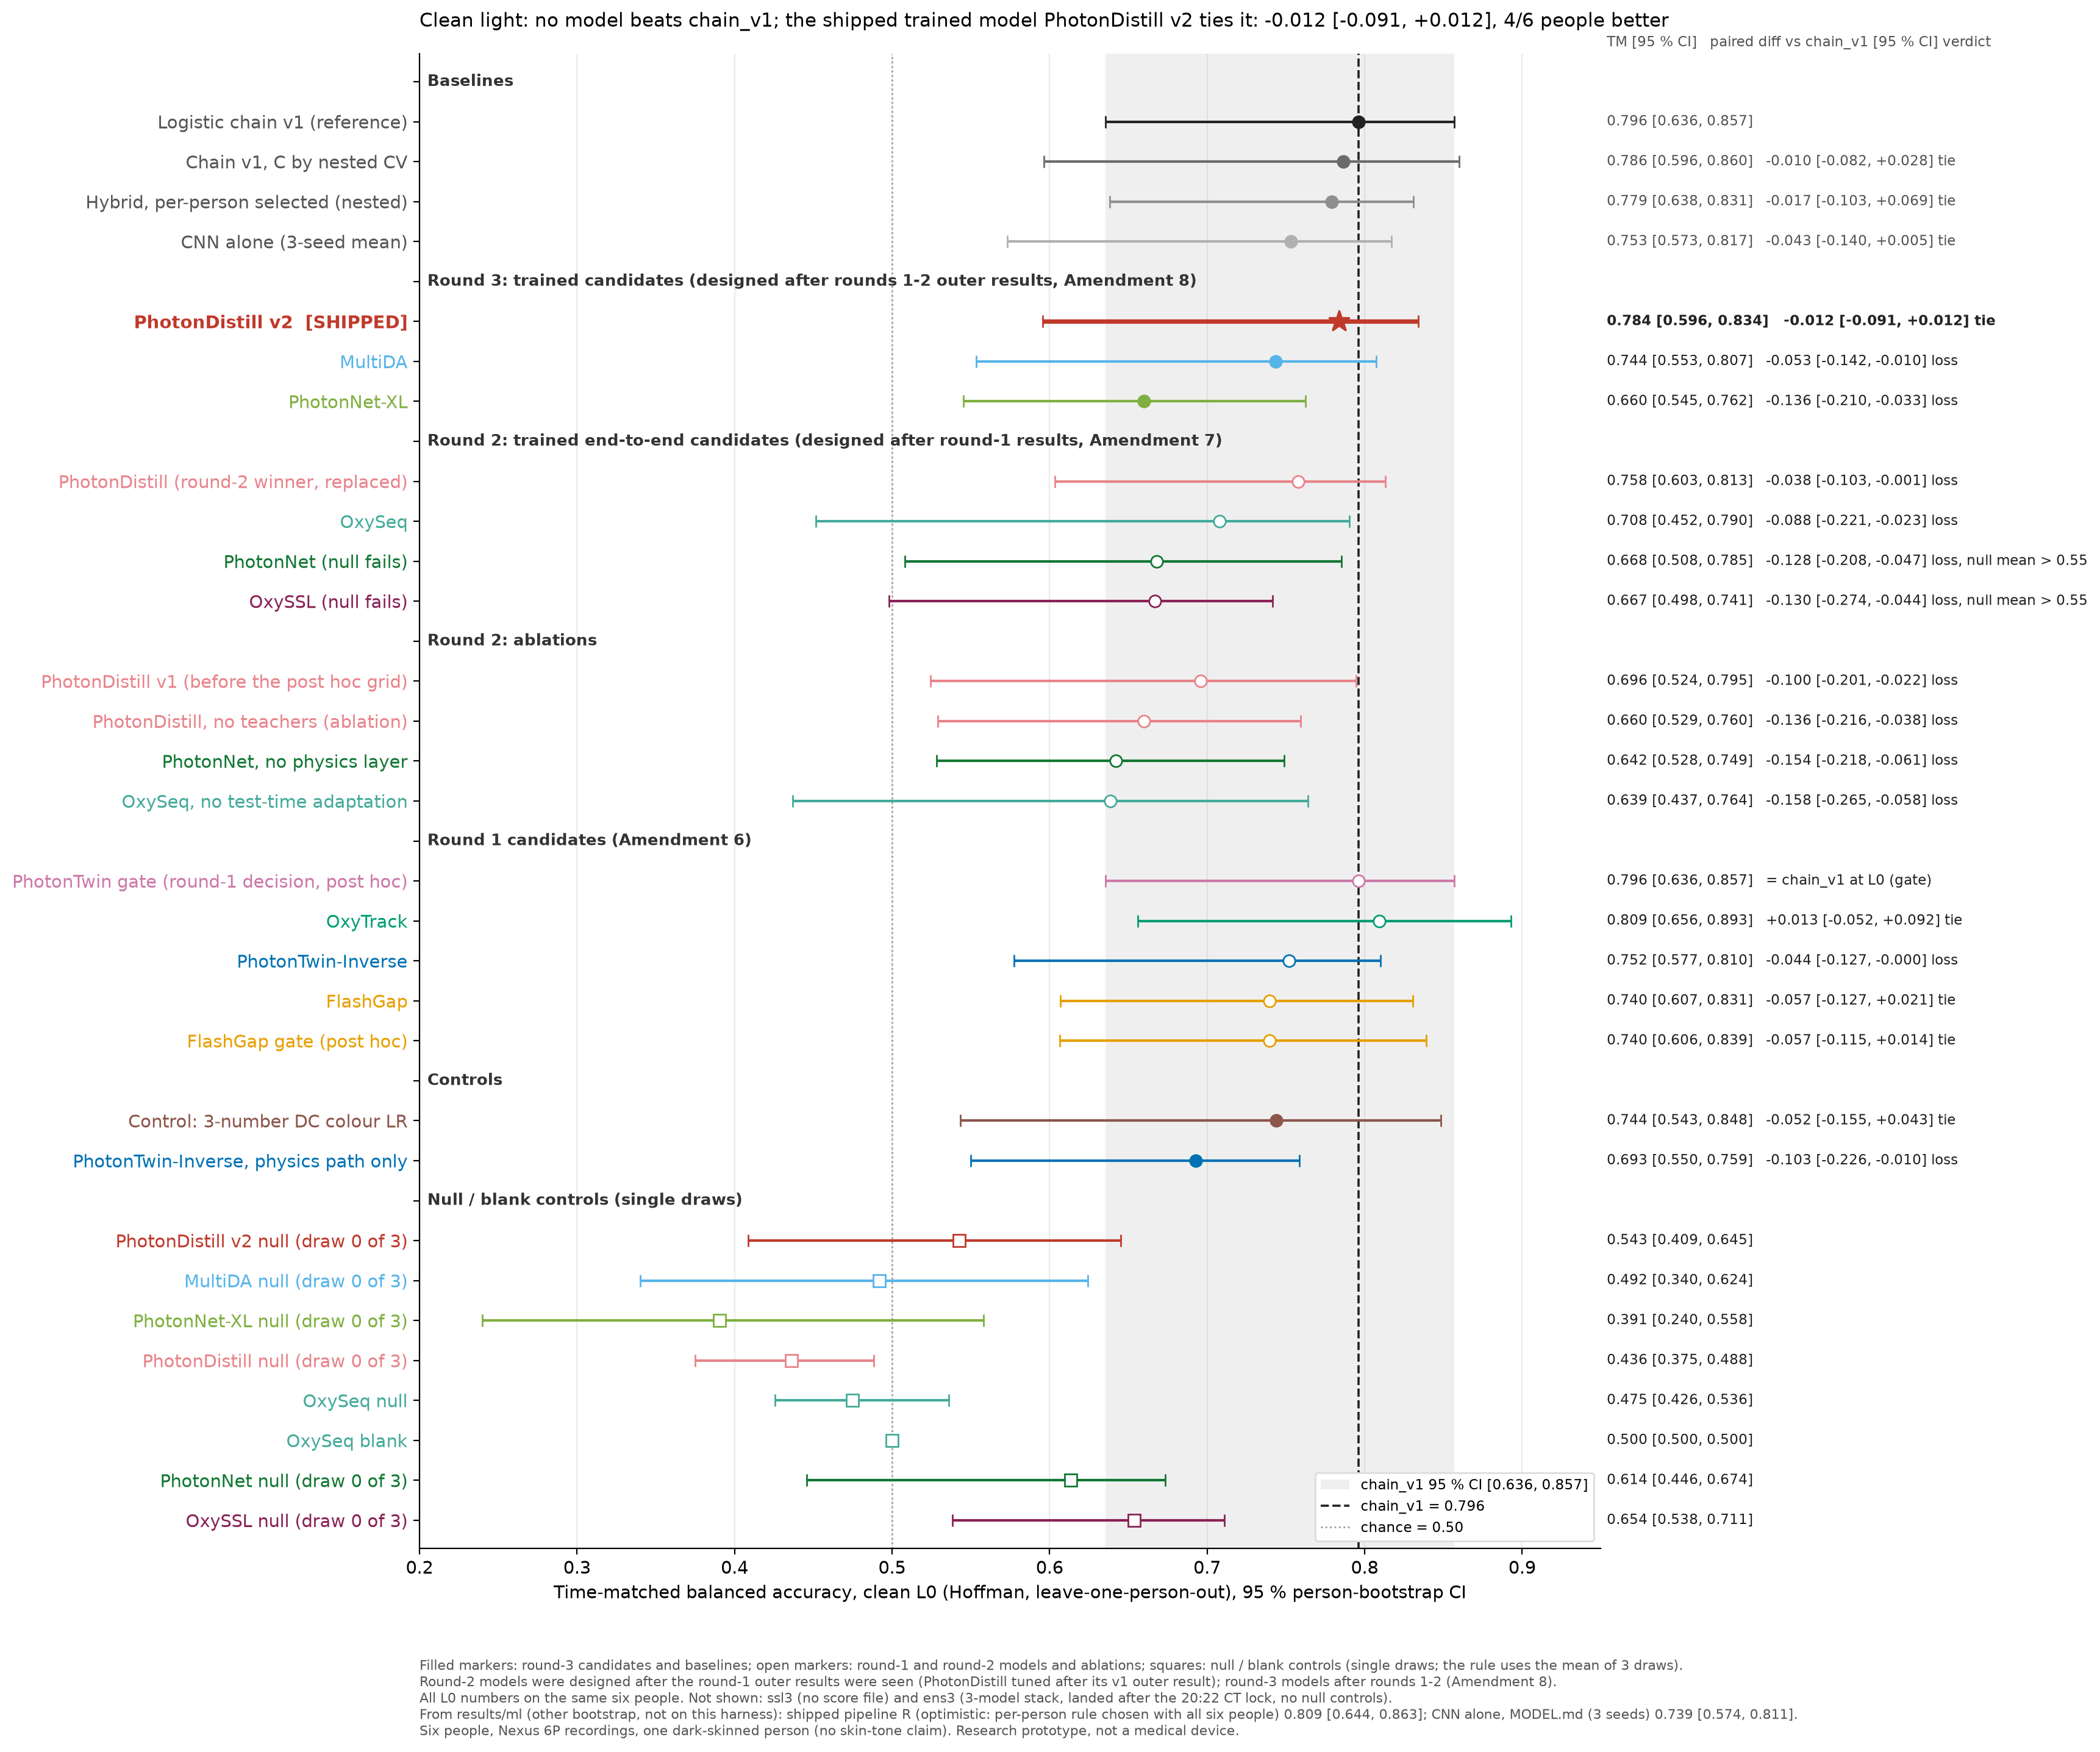 Clean light: no model beats chain_v1; the shipped trained model PhotonDistill v2 ties it: -0.012 [-0.091, +0.012], 4/6 people better
TM [95 % CI] paired diff vs chain_v1 [95 % CI] verdict
Baselines
Logistic chain v1 (reference) 0.796 [0.636, 0.857]
Chain v1, C by nested CV 0.786 [0.596, 0.860] -0.010 [-0.082, +0.028] tie
Hybrid, per-person selected (nested) 0.779 [0.638, 0.831] -0.017 [-0.103, +0.069] tie
CNN alone (3-seed mean) 0.753 [0.573, 0.817] -0.043 [-0.140, +0.005] tie
Round 3: trained candidates (designed after rounds 1-2 outer results, Amendment 8)
PhotonDistill v2 [SHIPPED] 0.784 [0.596, 0.834] -0.012 [-0.091, +0.012] tie
MultiDA 0.744 [0.553, 0.807] -0.053 [-0.142, -0.010] loss
PhotonNet-XL 0.660 [0.545, 0.762] -0.136 [-0.210, -0.033] loss
Round 2: trained end-to-end candidates (designed after round-1 results, Amendment 7)
PhotonDistill (round-2 winner, replaced) 0.758 [0.603, 0.813] -0.038 [-0.103, -0.001] loss
OxySeq 0.708 [0.452, 0.790] -0.088 [-0.221, -0.023] loss
PhotonNet (null fails) 0.668 [0.508, 0.785] -0.128 [-0.208, -0.047] loss, null mean > 0.55
OxySSL (null fails) 0.667 [0.498, 0.741] -0.130 [-0.274, -0.044] loss, null mean > 0.55
Round 2: ablations
PhotonDistill v1 (before the post hoc grid) 0.696 [0.524, 0.795] -0.100 [-0.201, -0.022] loss
PhotonDistill, no teachers (ablation) 0.660 [0.529, 0.760] -0.136 [-0.216, -0.038] loss
PhotonNet, no physics layer 0.642 [0.528, 0.749] -0.154 [-0.218, -0.061] loss
OxySeq, no test-time adaptation 0.639 [0.437, 0.764] -0.158 [-0.265, -0.058] loss
Round 1 candidates (Amendment 6)
PhotonTwin gate (round-1 decision, post hoc) 0.796 [0.636, 0.857] = chain_v1 at L0 (gate)
OxyTrack 0.809 [0.656, 0.893] +0.013 [-0.052, +0.092] tie
PhotonTwin-Inverse 0.752 [0.577, 0.810] -0.044 [-0.127, -0.000] loss
FlashGap 0.740 [0.607, 0.831] -0.057 [-0.127, +0.021] tie
FlashGap gate (post hoc) 0.740 [0.606, 0.839] -0.057 [-0.115, +0.014] tie
Controls
Control: 3-number DC colour LR 0.744 [0.543, 0.848] -0.052 [-0.155, +0.043] tie
PhotonTwin-Inverse, physics path only 0.693 [0.550, 0.759] -0.103 [-0.226, -0.010] loss
Null / blank controls (single draws)
PhotonDistill v2 null (draw 0 of 3) 0.543 [0.409, 0.645]
MultiDA null (draw 0 of 3) 0.492 [0.340, 0.624]
PhotonNet-XL null (draw 0 of 3) 0.391 [0.240, 0.558]
PhotonDistill null (draw 0 of 3) 0.436 [0.375, 0.488]
OxySeq null 0.475 [0.426, 0.536]
OxySeq blank 0.500 [0.500, 0.500]
PhotonNet null (draw 0 of 3) 0.614 [0.446, 0.674]
OxySSL null (draw 0 of 3) 0.654 [0.538, 0.711]
chain_v1 95 % CI [0.636, 0.857]
chain_v1 = 0.796
chance = 0.50
0.2 0.3 0.4 0.5 0.6 0.7 0.8 0.9
Time-matched balanced accuracy, clean L0 (Hoffman, leave-one-person-out), 95 % person-bootstrap CI
Filled markers: round-3 candidates and baselines; open markers: round-1 and round-2 models and ablations; squares: null / blank controls (single draws; the rule uses the mean of 3 draws).
Round-2 models were designed after the round-1 outer results were seen (PhotonDistill tuned after its v1 outer result); round-3 models after rounds 1-2 (Amendment 8).
All L0 numbers on the same six people. Not shown: ssl3 (no score file) and ens3 (3-model stack, landed after the 20:22 CT lock, no null controls).
From results/ml (other bootstrap, not on this harness): shipped pipeline R (optimistic: per-person rule chosen with all six people) 0.809 [0.644, 0.863]; CNN alone, MODEL.md (3 seeds) 0.739 [0.574, 0.811].
Six people, Nexus 6P recordings, one dark-skinned person (no skin-tone claim). Research prototype, not a medical device.